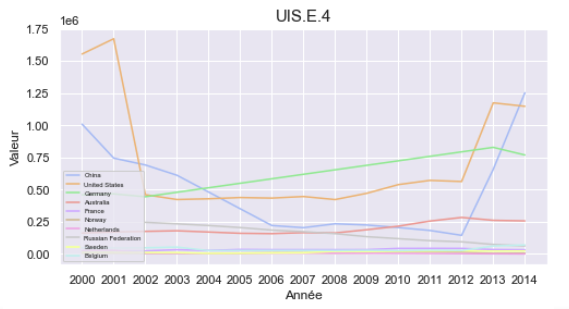 UIS.E.4
1e6
1.75
1.50
1.25
1.00
0.75
0.50
0.25
0.00
Valeur
China
United States
Germany
Australia
France
Norway
Netherlands
Russian Federation
Sweden
Belgium
2000 2001 2002 2003 2004 2005 2006 2007 2008 2009 2010 2011 2012 2013 2014
Année